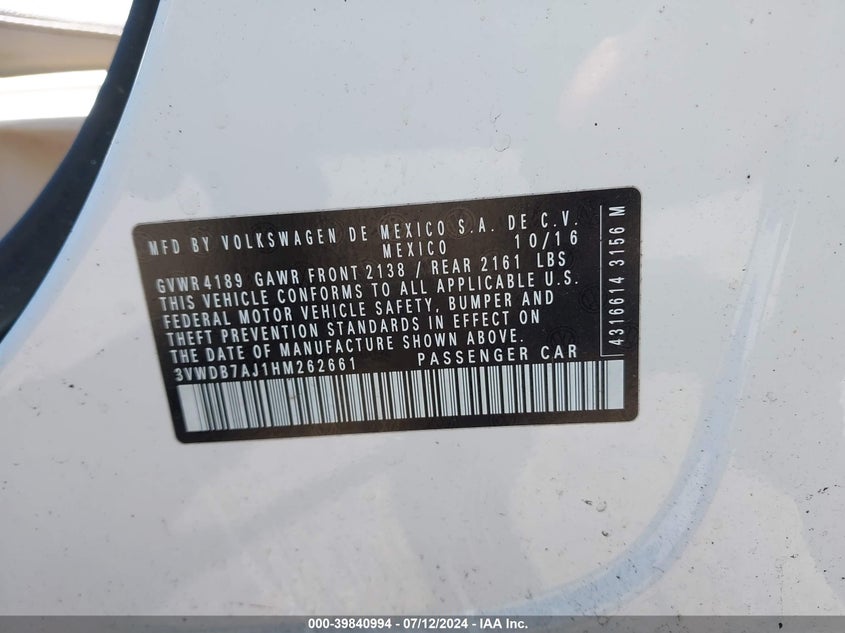 MFD BY VOLKSWAGEN DE MEXICO S.A. DE C.V.
MEXICO 10/16
GVWR 4189 GAWR FRONT 2138 / REAR 2161 LBS
THIS VEHICLE CONFORMS TO ALL APPLICABLE U.S.
FEDERAL MOTOR VEHICLE SAFETY, BUMPER AND
THEFT PREVENTION STANDARDS IN EFFECT ON
THE DATE OF MANUFACTURE SHOWN ABOVE.
3VWDB7AJ1HM262661 PASSENGER CAR
4316614 3156 M
000-39840994 - 07/12/2024 - IAA Inc.